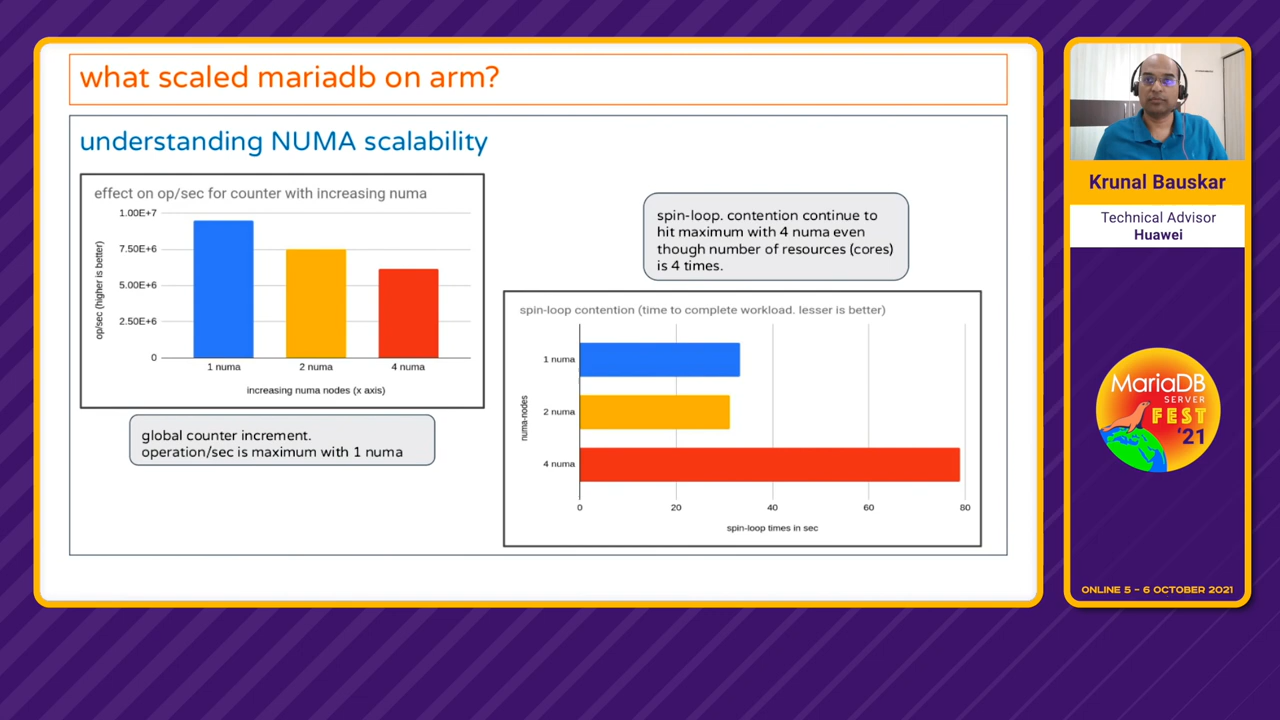 what scaled mariadb on arm?
understanding NUMA scalability
effect on op/sec for counter with increasing numa
op/sec (higher is better)
1.00E+7
7.50E+6
5.00E+6
2.50E+6
0
1 numa 2 numa 4 numa
increasing numa nodes (x axis)
global counter increment.
operation/sec is maximum with 1 numa
spin-loop. contention continue to
hit maximum with 4 numa even
though number of resources (cores)
is 4 times.
spin-loop contention (time to complete workload. lesser is better)
numa-nodes
1 numa
2 numa
4 numa
0 20 40 60 80
spin-loop times in sec
Krunal Bauskar
Technical Advisor
Huawei
MariaDB
SERVER
FEST
'21
ONLINE 5 - 6 OCTOBER 2021